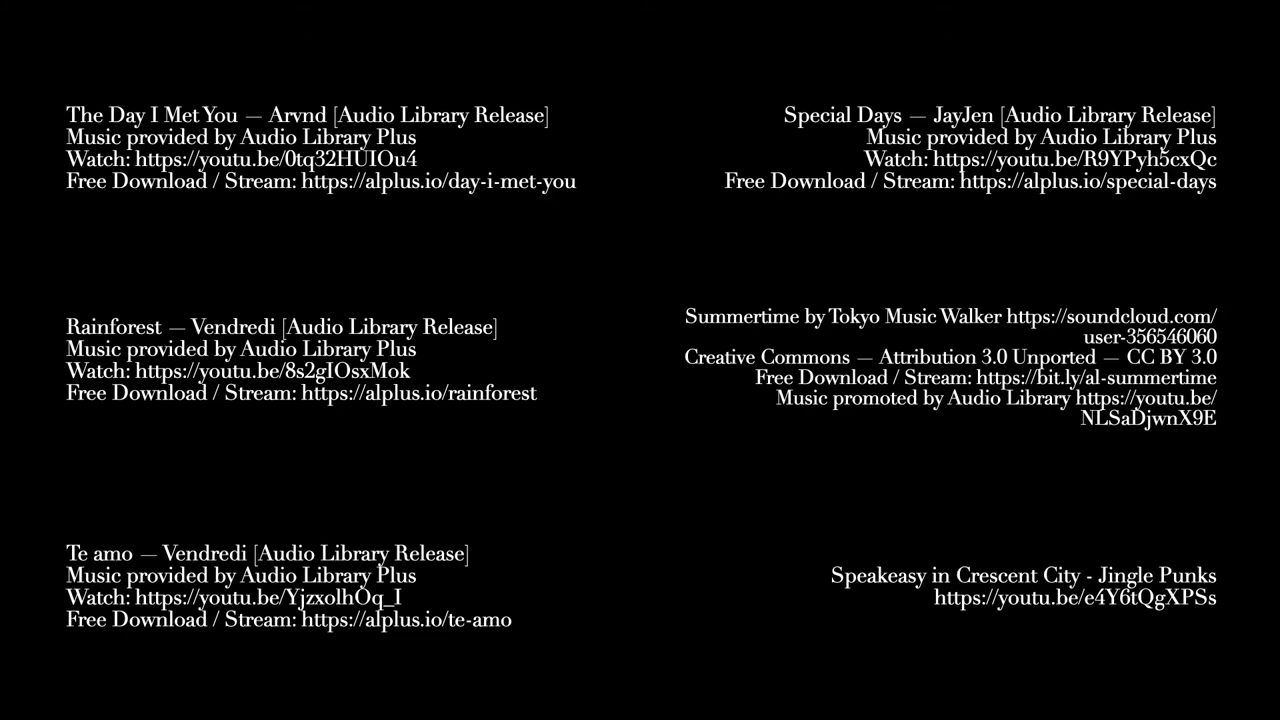 The Day I Met You — Arvnd [Audio Library Release]
Music provided by Audio Library Plus
Watch: https://youtu.be/0tq32HUIOu4
Free Download / Stream: https://alplus.io/day-i-met-you
Special Days — JayJen [Audio Library Release]
Music provided by Audio Library Plus
Watch: https://youtu.be/R9YPyh5cxQc
Free Download / Stream: https://alplus.io/special-days
Rainforest — Vendredi [Audio Library Release]
Music provided by Audio Library Plus
Watch: https://youtu.be/8s2gIOsxMok
Free Download / Stream: https://alplus.io/rainforest
Summertime by Tokyo Music Walker https://soundcloud.com/
user-356546060
Creative Commons — Attribution 3.0 Unported — CC BY 3.0
Free Download / Stream: https://bit.ly/al-summertime
Music promoted by Audio Library https://youtu.be/
NLSaDjwnX9E
Te amo — Vendredi [Audio Library Release]
Music provided by Audio Library Plus
Watch: https://youtu.be/YjzxolhOq_I
Free Download / Stream: https://alplus.io/te-amo
Speakeasy in Crescent City - Jingle Punks
https://youtu.be/e4Y6tQgXPSs